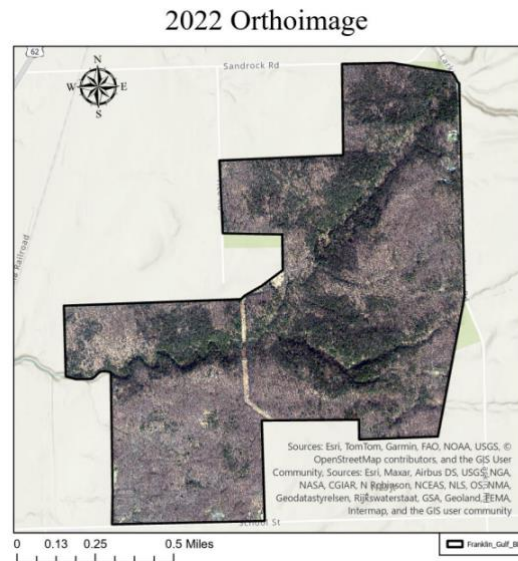 2022 Orthoimage
62
Sandrock Rd
N
W E
S
Railroad
Sources: Esri, TomTom, Garmin, FAO, NOAA, USGS, ©
OpenStreetMap contributors, and the GIS User
Community, Sources: Esri, Maxar, Airbus DS, USGS, NGA,
NASA, CGIAR, N Robinson, NCEAS, NLS, OS, NMA,
Geodatastyrelsen, Rijkswaterstaat, GSA, Geoland, FEMA,
Intermap, and the GIS user community
School St
0 0.13 0.25 0.5 Miles
Franklin_Gulf_B